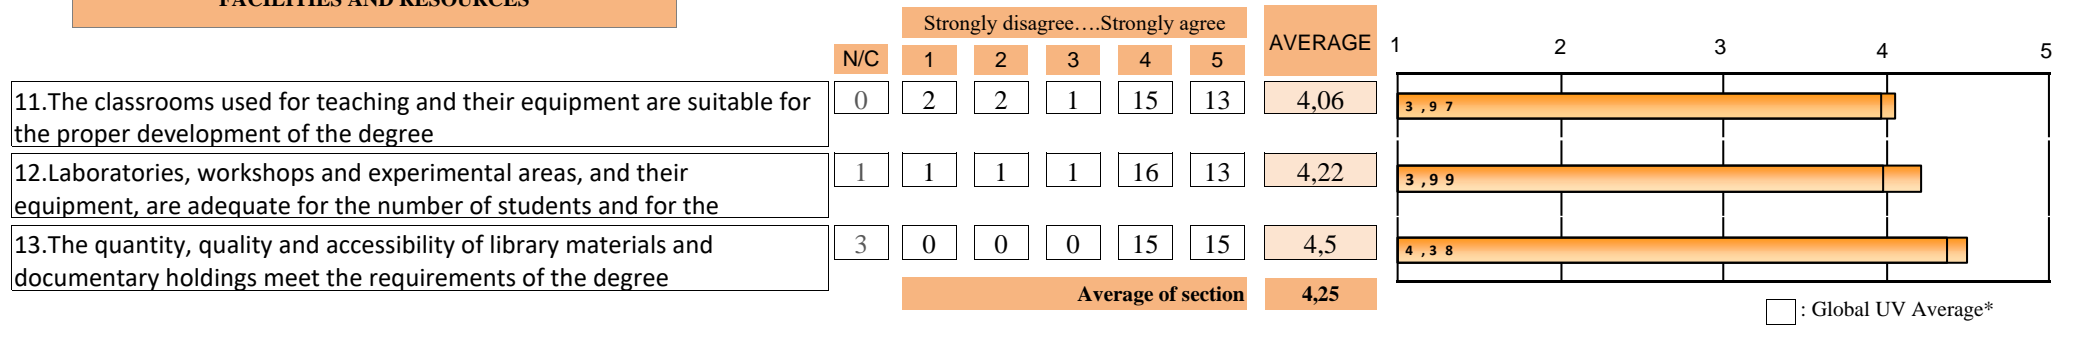 FACILITIES AND RESOURCES
Strongly disagree….Strongly agree
AVERAGE
N/C 1 2 3 4 5
1 2 3 4 5
11.The classrooms used for teaching and their equipment are suitable for
the proper development of the degree
0 2 2 1 15 13 4,06
3,97
12.Laboratories, workshops and experimental areas, and their
equipment, are adequate for the number of students and for the
1 1 1 1 16 13 4,22
3,99
13.The quantity, quality and accessibility of library materials and
documentary holdings meet the requirements of the degree
3 0 0 0 15 15 4,5
4,38
Average of section 4,25
: Global UV Average*